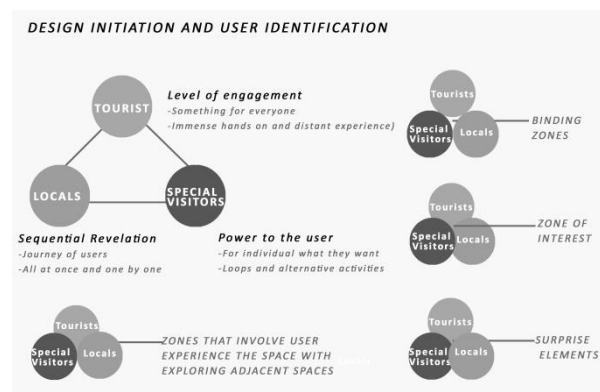 DESIGN INITIATION AND USER IDENTIFICATION
TOURIST
Level of engagement
-Something for everyone
-Immense hands on and distant experience)
LOCALS
SPECIAL
VISITORS
Sequential Revelation
-Journey of users
-All at once and one by one
Power to the user
-For individual what they want
-Loops and alternative activities
Tourists
Special
Visitors
Locals
BINDING
ZONES
Tourists
Special
Visitors
Locals
ZONE OF
INTEREST
Tourists
Special
Visitors
Locals
ZONES THAT INVOLVE USER
EXPERIENCE THE SPACE WITH
EXPLORING ADJACENT SPACES
Tourists
Special
Visitors
Locals
SURPRISE
ELEMENTS